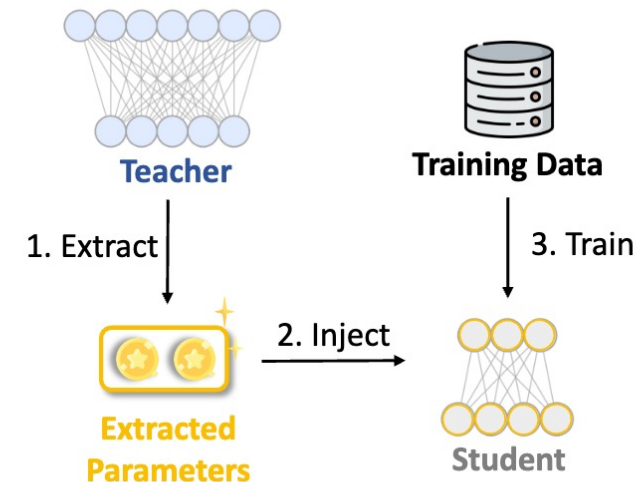 Teacher
Training Data
1. Extract
3. Train
2. Inject
Extracted
Parameters
Student